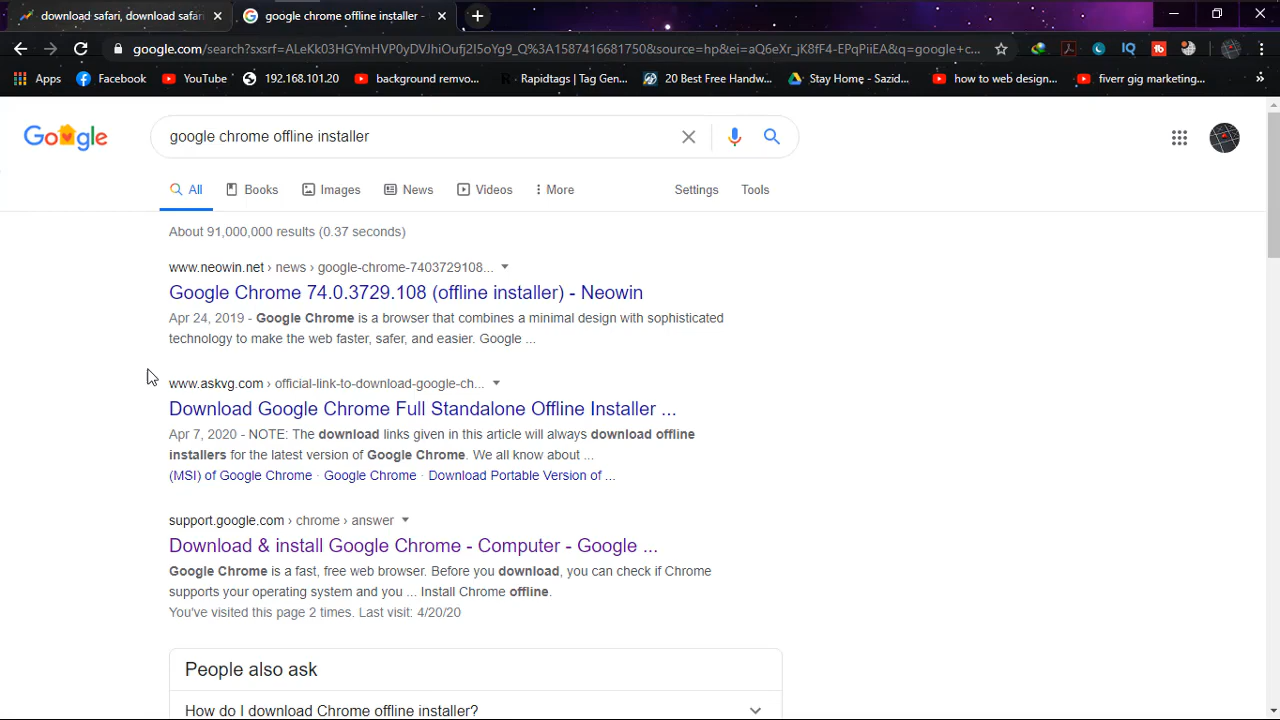 download safari, download safari
google chrome offline installer -
google.com/search?sxsrf=ALeKk03HGYmHVP0yDVJhiOufj2I5oYg9_Q%3A1587416681750&source=hp&ei=aQ6eXr_jK8fF4-EPqPiiEA&q=google+c...
Apps Facebook YouTube 192.168.101.20 background remvo... Rapidtags | Tag Gen... 20 Best Free Handw... Stay Home - Sazid... how to web design... fiverr gig marketing... »
Google
google chrome offline installer
All Books Images News Videos More Settings Tools
About 91,000,000 results (0.37 seconds)
www.neowin.net › news › google-chrome-7403729108...
Google Chrome 74.0.3729.108 (offline installer) - Neowin
Apr 24, 2019 - Google Chrome is a browser that combines a minimal design with sophisticated
technology to make the web faster, safer, and easier. Google ...
www.askvg.com › official-link-to-download-google-ch...
Download Google Chrome Full Standalone Offline Installer ...
Apr 7, 2020 - NOTE: The download links given in this article will always download offline
installers for the latest version of Google Chrome. We all know about ...
(MSI) of Google Chrome · Google Chrome · Download Portable Version of ...
support.google.com › chrome › answer
Download & install Google Chrome - Computer - Google ...
Google Chrome is a fast, free web browser. Before you download, you can check if Chrome
supports your operating system and you ... Install Chrome offline.
You've visited this page 2 times. Last visit: 4/20/20
People also ask
How do I download Chrome offline installer?